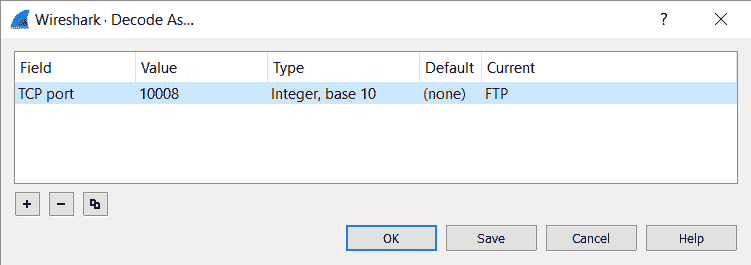 Wireshark · Decode As...
? 
Field Value Type Default Current
TCP port 10008 Integer, base 10 (none) FTP
OK Save Cancel Help